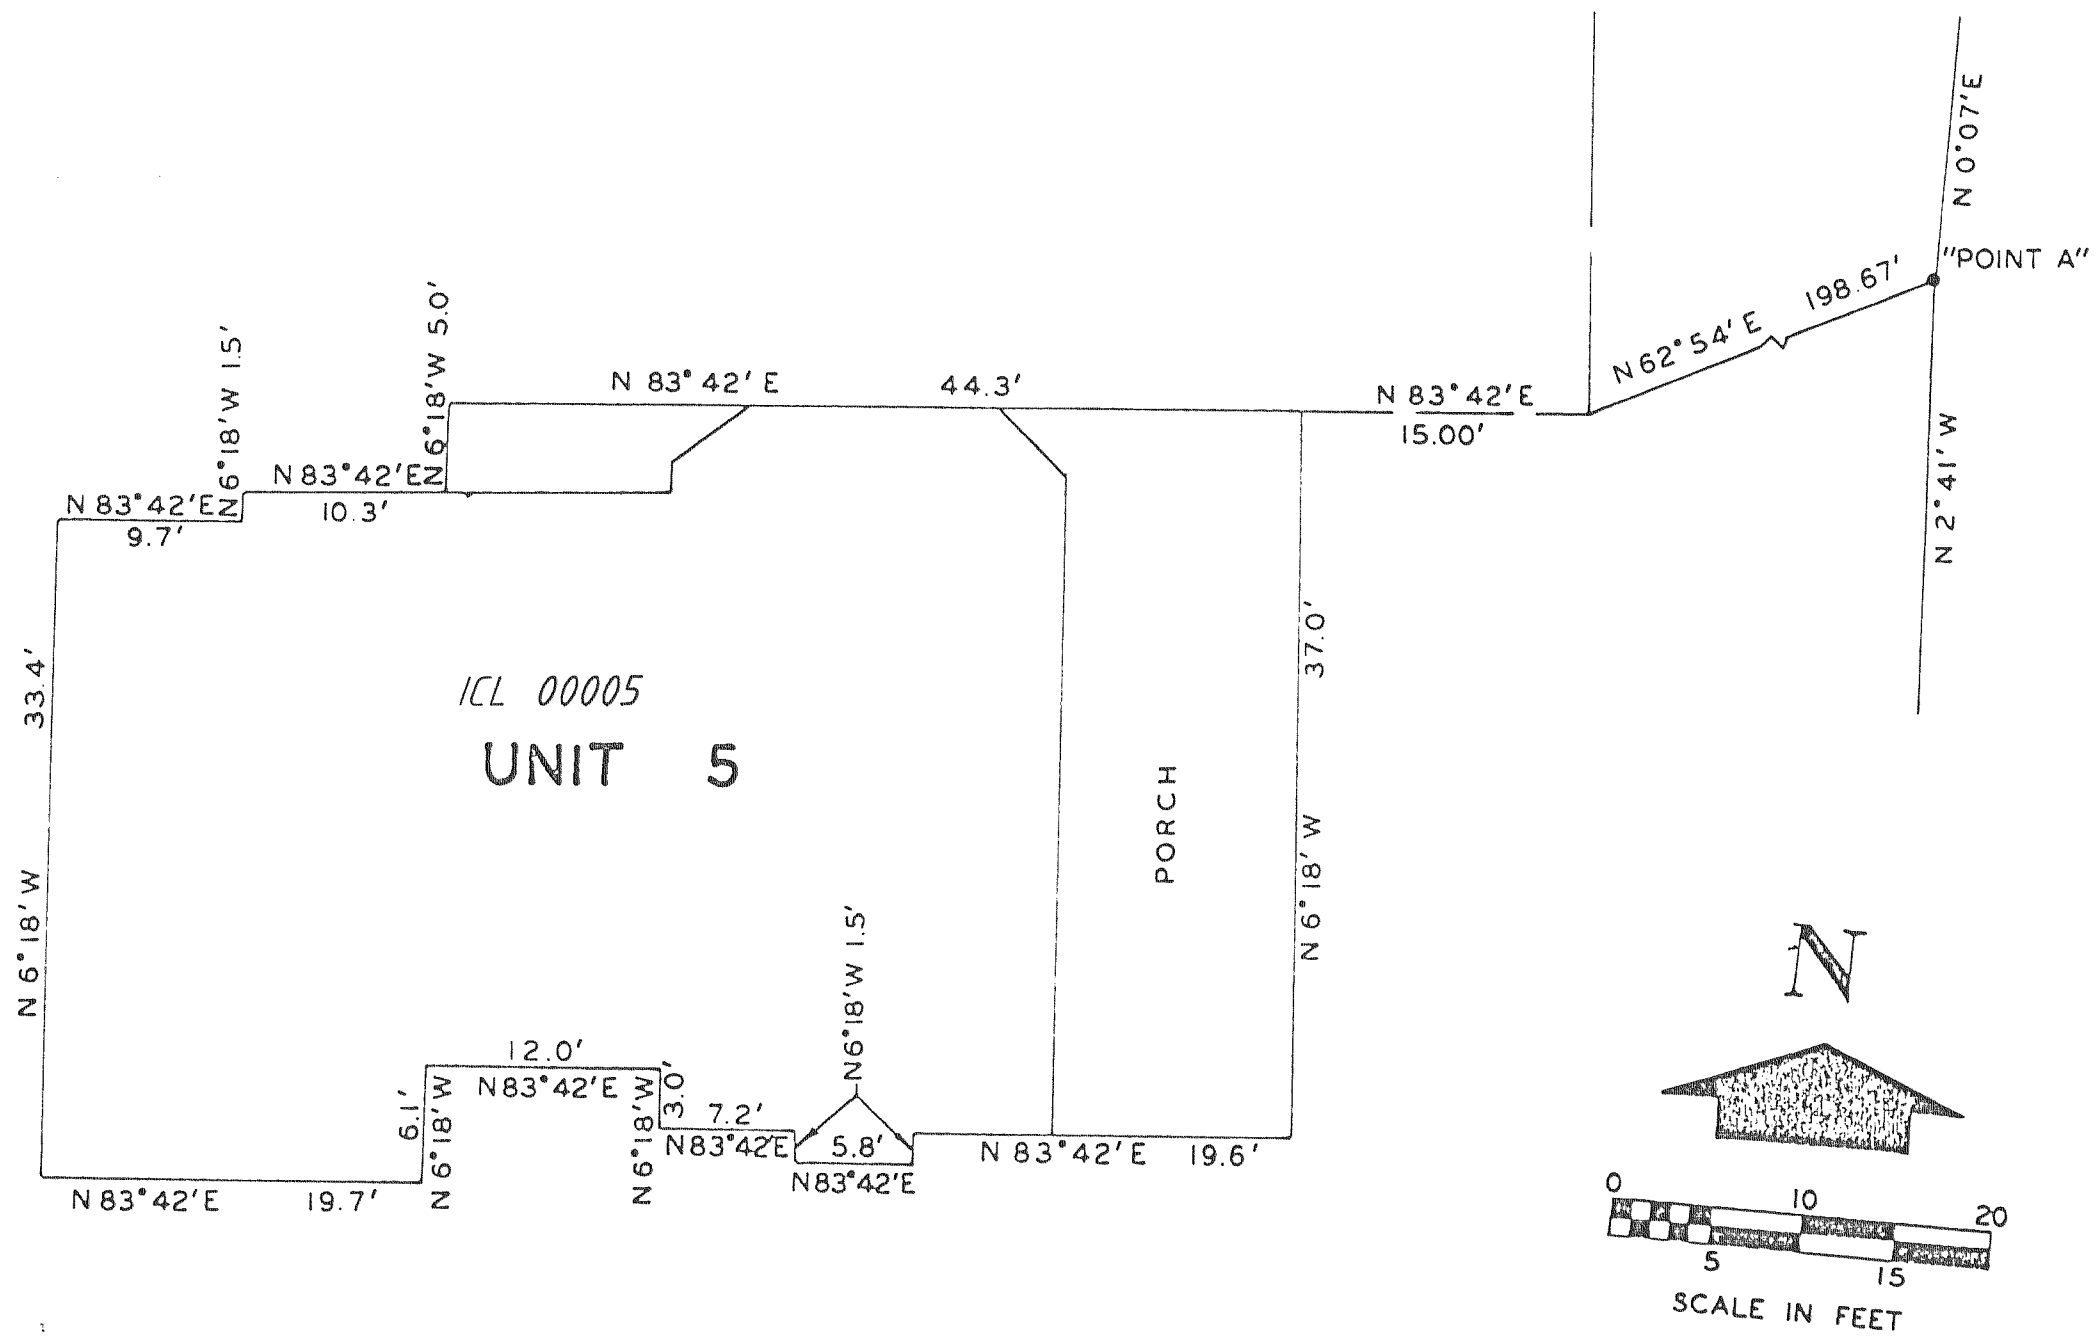 N 0°07'E
"POINT A"
198.67'
N 62°54' E
N 6°18'W 5.0'
N 6°18'W 1.5'
N 83° 42' E
44.3'
N 83°42'E
15.00'
N 2°41' W
N 83°42'E
10.3'
N 83°42'E
9.7'
33.4'
37.0'
ICL 00005
UNIT 5
PORCH
N 6°18' W
N 6°18' W
N6°18'W 1.5'
N
12.0'
N83°42'E
6.1'
N 6°18'W
N6°18'W
3.0'
7.2'
N83°42'E
5.8'
N83°42'E
N 83°42'E
19.6'
N 83°42'E
19.7'
0
10
20
5
15
SCALE IN FEET